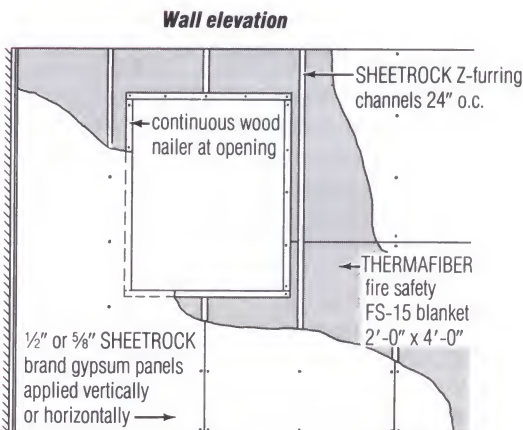 Wall elevation
SHEETROCK Z-furring
channels 24" o.c.
continuous wood
nailer at opening
THERMAFIBER
fire safety
FS-15 blanket
2'-0" x 4'-0"
½" or ⅝" SHEETROCK
brand gypsum panels
applied vertically
or horizontally